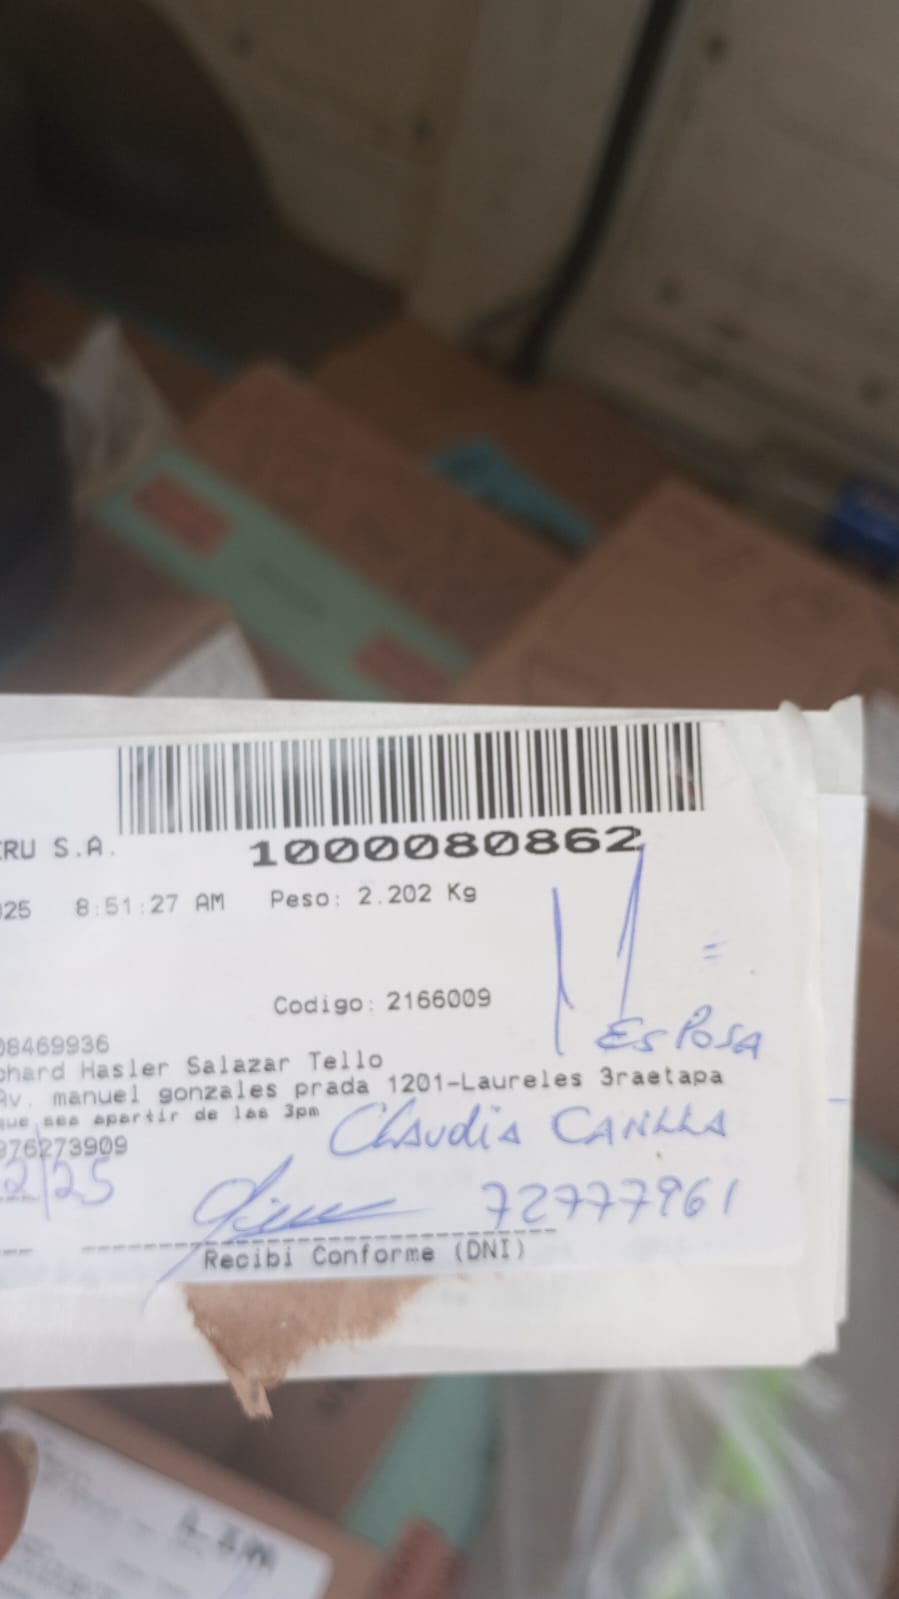 ERU S.A. 1000080862
025 8:51:27 AM Peso: 2.202 Kg
Codigo: 2166009
08469936
chard Hasler Salazar Tello
Av. manuel gonzales prada 1201-Laureles 3raetapa
que sea apartir de las 3pm
976273909
ESPOSA
Claudia
2/25 72777961
Recibi Conforme (DNI)